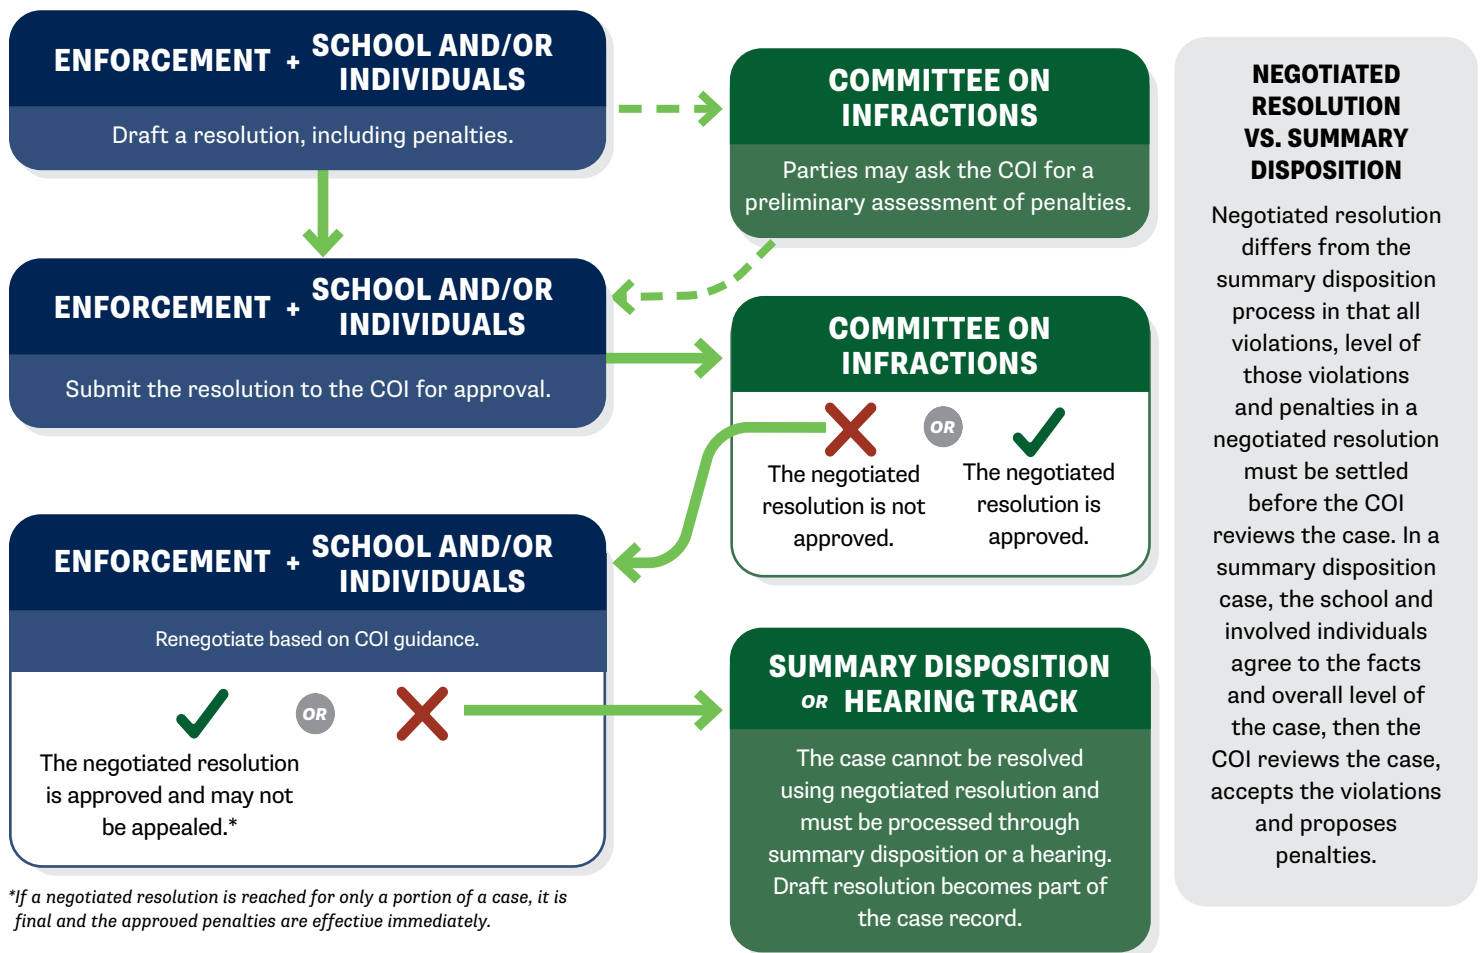 ENFORCEMENT + SCHOOL AND/OR
INDIVIDUALS
Draft a resolution, including penalties.
COMMITTEE ON
INFRACTIONS
Parties may ask the COI for a
preliminary assessment of penalties.
ENFORCEMENT + SCHOOL AND/OR
INDIVIDUALS
Submit the resolution to the COI for approval.
COMMITTEE ON
INFRACTIONS
OR
The negotiated
resolution is not
approved.
The negotiated
resolution is
approved.
ENFORCEMENT + SCHOOL AND/OR
INDIVIDUALS
Renegotiate based on COI guidance.
OR
The negotiated resolution
is approved and may not
be appealed.*
*If a negotiated resolution is reached for only a portion of a case, it is
final and the approved penalties are effective immediately.
SUMMARY DISPOSITION
OR HEARING TRACK
The case cannot be resolved
using negotiated resolution and
must be processed through
summary disposition or a hearing.
Draft resolution becomes part of
the case record.
NEGOTIATED
RESOLUTION
VS. SUMMARY
DISPOSITION
Negotiated resolution
differs from the
summary disposition
process in that all
violations, level of
those violations
and penalties in a
negotiated resolution
must be settled
before the COI
reviews the case. In a
summary disposition
case, the school and
involved individuals
agree to the facts
and overall level of
the case, then the
COI reviews the case,
accepts the violations
and proposes
penalties.